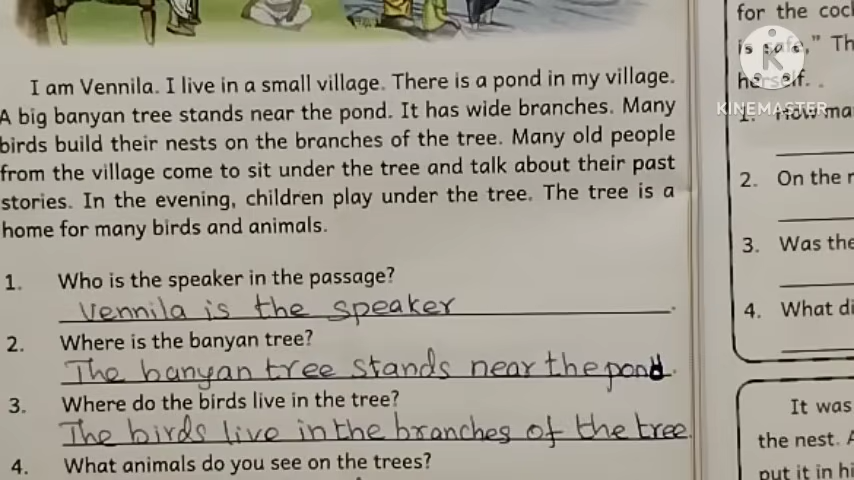 I am Vennila. I live in a small village. There is a pond in my village.
A big banyan tree stands near the pond. It has wide branches. Many
birds build their nests on the branches of the tree. Many old people
from the village come to sit under the tree and talk about their past
stories. In the evening, children play under the tree. The tree is a
home for many birds and animals.
1. Who is the speaker in the passage?
Vennila is the speaker.
2. Where is the banyan tree?
The banyan tree stands near the pond.
3. Where do the birds live in the tree?
The birds live in the branches of the tree.
4. What animals do you see on the trees?
for the
is safe," Th
herself.
K
KINEMASTER
1. How ma
2. On the r
3. Was the
4. What di
It was
the nest. A
put it in hi